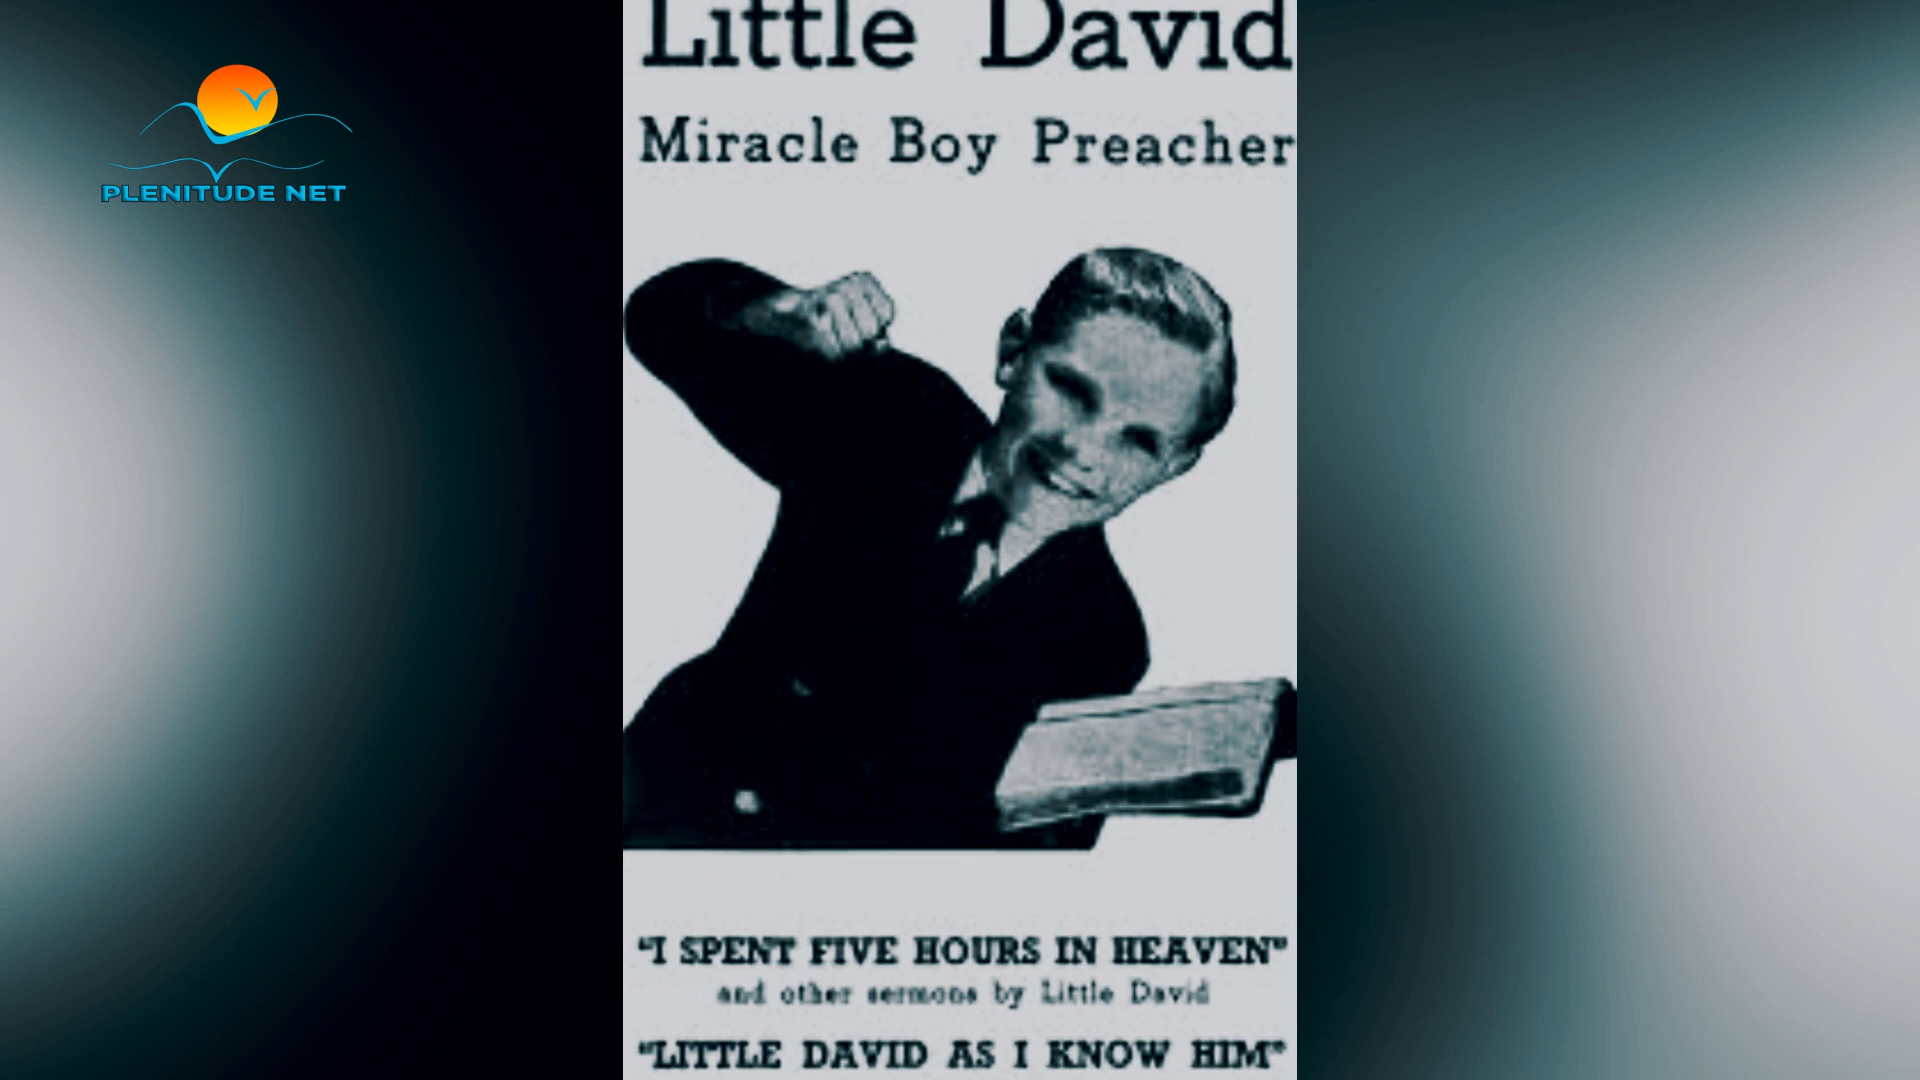 PLENITUDE NET
Little David
Miracle Boy Preacher
"I SPENT FIVE HOURS IN HEAVEN"
and other sermons by Little David
"LITTLE DAVID AS I KNOW HIM"